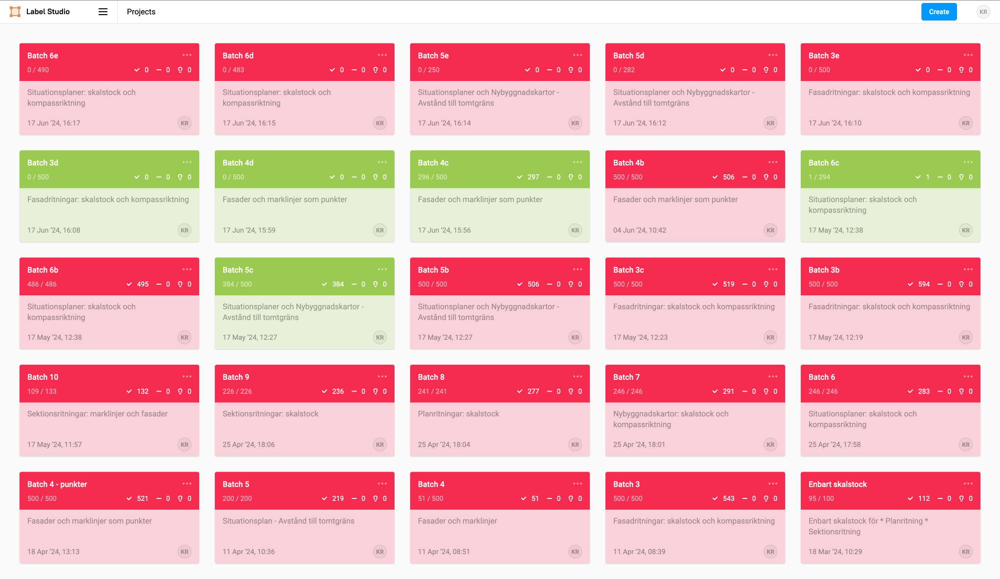 Label Studio
Projects
Create
KR
Batch 6e
0 / 490
0
0
0
Situationsplaner: skalstock och
kompassriktning
17 Jun ’24, 16:17
KR
Batch 6d
0 / 483
0
0
0
Situationsplaner: skalstock och
kompassriktning
17 Jun ’24, 16:15
KR
Batch 5e
0 / 250
0
0
0
Situationsplaner och Nybyggnadskartor -
Avstånd till tomtgräns
17 Jun ’24, 16:14
KR
Batch 5d
0 / 282
0
0
0
Situationsplaner och Nybyggnadskartor -
Avstånd till tomtgräns
17 Jun ’24, 16:12
KR
Batch 3e
0 / 500
0
0
0
Fasadritningar: skalstock och kompassriktning
17 Jun ’24, 16:10
KR
Batch 3d
0 / 500
0
0
0
Fasadritningar: skalstock och kompassriktning
17 Jun ’24, 16:08
KR
Batch 4d
0 / 500
0
0
0
Fasader och marklinjer som punkter
17 Jun ’24, 15:59
KR
Batch 4c
296 / 500
297
0
0
Fasader och marklinjer som punkter
17 Jun ’24, 15:56
KR
Batch 4b
500 / 500
506
0
0
Fasader och marklinjer som punkter
04 Jun ’24, 10:42
KR
Batch 6c
1 / 294
1
0
0
Situationsplaner: skalstock och
kompassriktning
17 May ’24, 12:38
KR
Batch 6b
486 / 486
495
0
0
Situationsplaner: skalstock och
kompassriktning
17 May ’24, 12:38
KR
Batch 5c
384 / 500
384
0
0
Situationsplaner och Nybyggnadskartor -
Avstånd till tomtgräns
17 May ’24, 12:27
KR
Batch 5b
500 / 500
506
0
0
Situationsplaner och Nybyggnadskartor -
Avstånd till tomtgräns
17 May ’24, 12:27
KR
Batch 3c
500 / 500
519
0
0
Fasadritningar: skalstock och kompassriktning
17 May ’24, 12:23
KR
Batch 3b
500 / 500
594
0
0
Fasadritningar: skalstock och kompassriktning
17 May ’24, 12:19
KR
Batch 10
109 / 133
132
0
0
Sektionsritningar: marklinjer och fasader
17 May ’24, 11:57
KR
Batch 9
226 / 226
236
0
0
Sektionsritningar: skalstock
25 Apr ’24, 18:06
KR
Batch 8
241 / 241
277
0
0
Planritningar: skalstock
25 Apr ’24, 18:04
KR
Batch 7
246 / 246
291
0
0
Nybyggnadskartor: skalstock och
kompassriktning
25 Apr ’24, 18:01
KR
Batch 6
246 / 246
283
0
0
Situationsplaner: skalstock och
kompassriktning
25 Apr ’24, 17:58
KR
Batch 4 - punkter
500 / 500
521
0
0
Fasader och marklinjer som punkter
18 Apr ’24, 13:13
KR
Batch 5
200 / 200
219
0
0
Situationsplan - Avstånd till tomtgräns
11 Apr ’24, 10:36
KR
Batch 4
51 / 500
51
0
0
Fasader och marklinjer
11 Apr ’24, 08:51
KR
Batch 3
500 / 500
543
0
0
Fasadritningar: skalstock och kompassriktning
11 Apr ’24, 08:39
KR
Enbart skalstock
95 / 100
112
0
0
Enbart skalstock för * Planritning *
Sektionsritning
18 Mar ’24, 10:29
KR